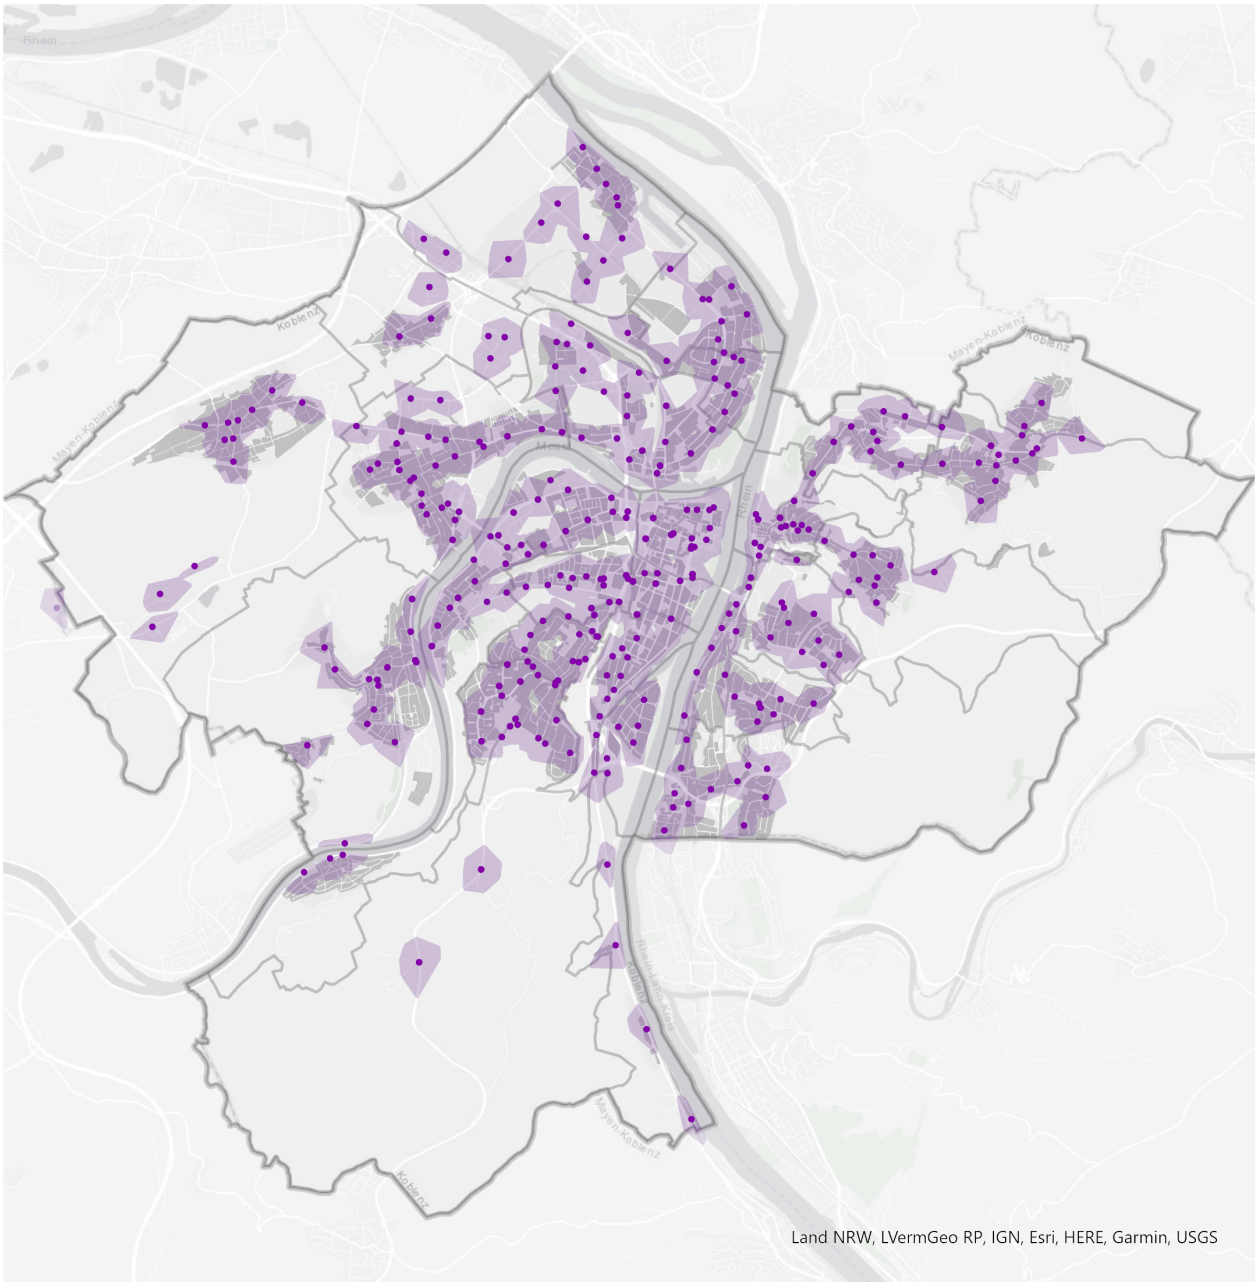 Rhein
Koblenz
Mayen-Koblenz
Koblenz
Mayen-Koblenz
Mosel
Rhein
Rhein-Lahn-Kreis
Koblenz
Mayen-Koblenz
Koblenz
Land NRW, LVermGeo RP, IGN, Esri, HERE, Garmin, USGS